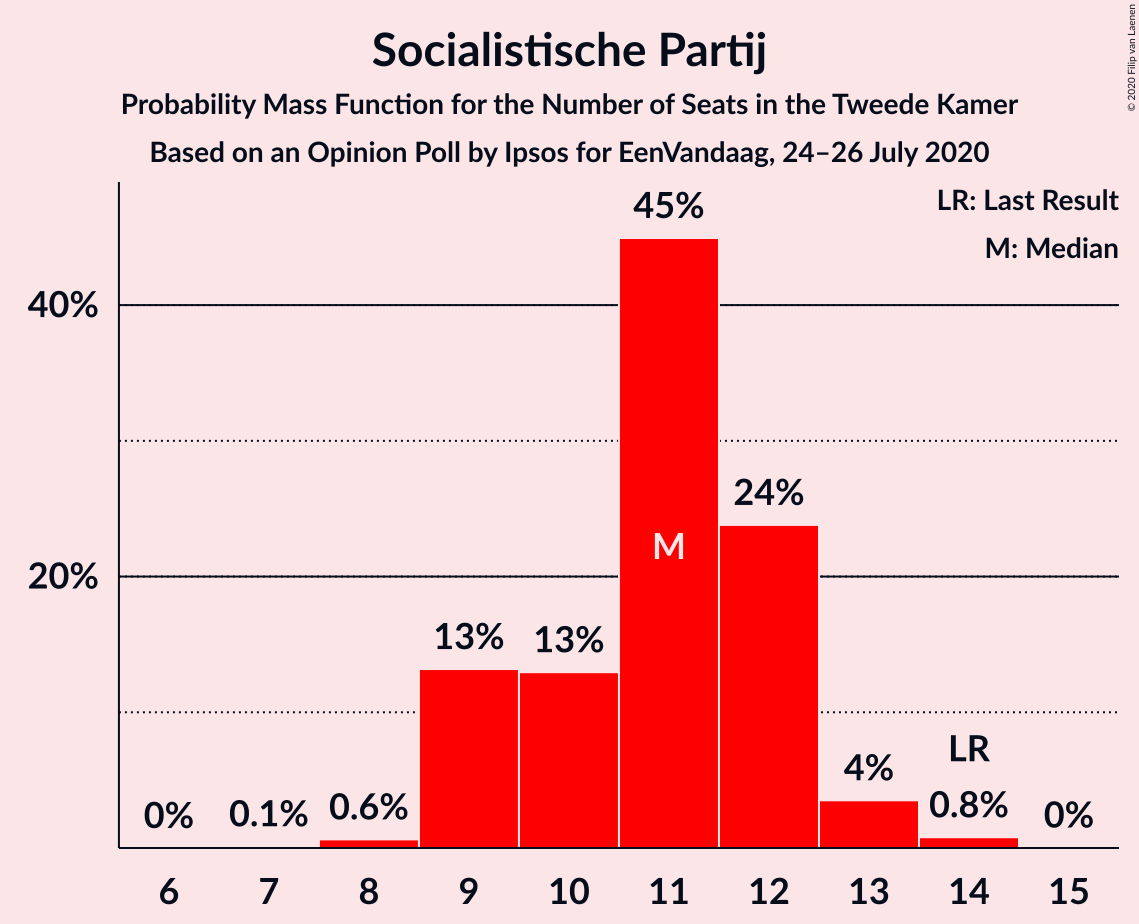 Socialistische Partij
Probability Mass Function for the Number of Seats in the Tweede Kamer
Based on an Opinion Poll by Ipsos for EenVandaag, 24–26 July 2020
© 2020 Filip van Laenen
LR: Last Result
M: Median
40%
20%
0%
0.1%
0.6%
13%
13%
45%
M
24%
4%
LR
0.8%
0%
6 7 8 9 10 11 12 13 14 15